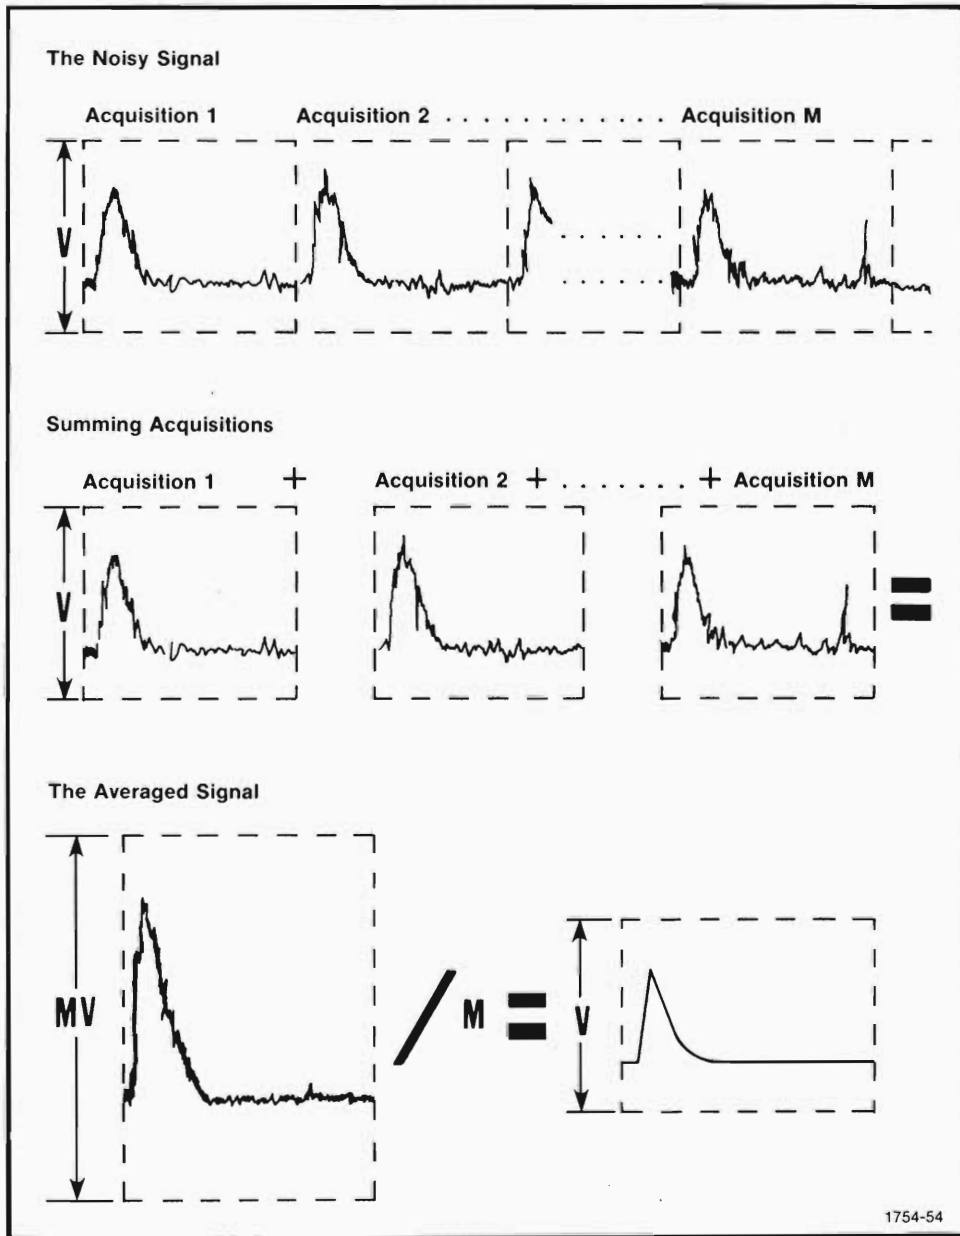 The Noisy Signal
Acquisition 1 Acquisition 2 . . . . . . . . . . . . Acquisition M
V
Summing Acquisitions
Acquisition 1 + Acquisition 2 + . . . . . . . + Acquisition M
V =
The Averaged Signal
MV / M = V
1754-54